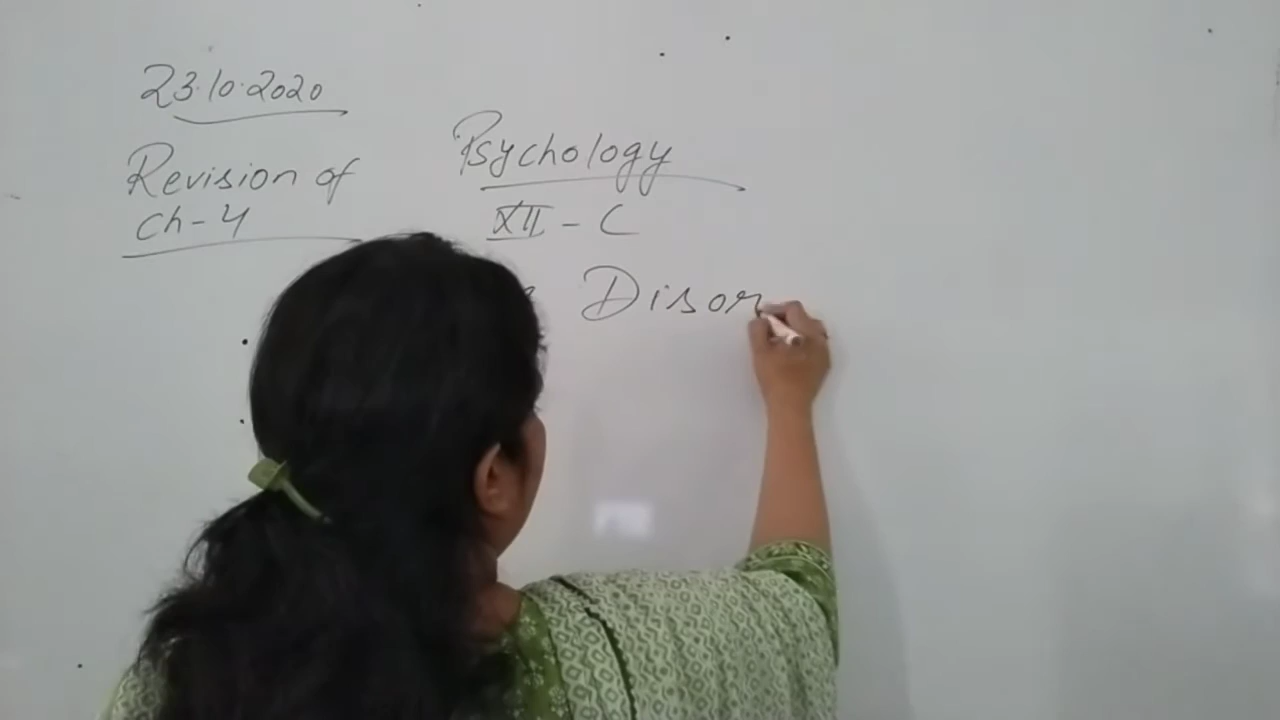 23.10.2020
Revision of
Ch-4
Psychology
XII - C
Disor